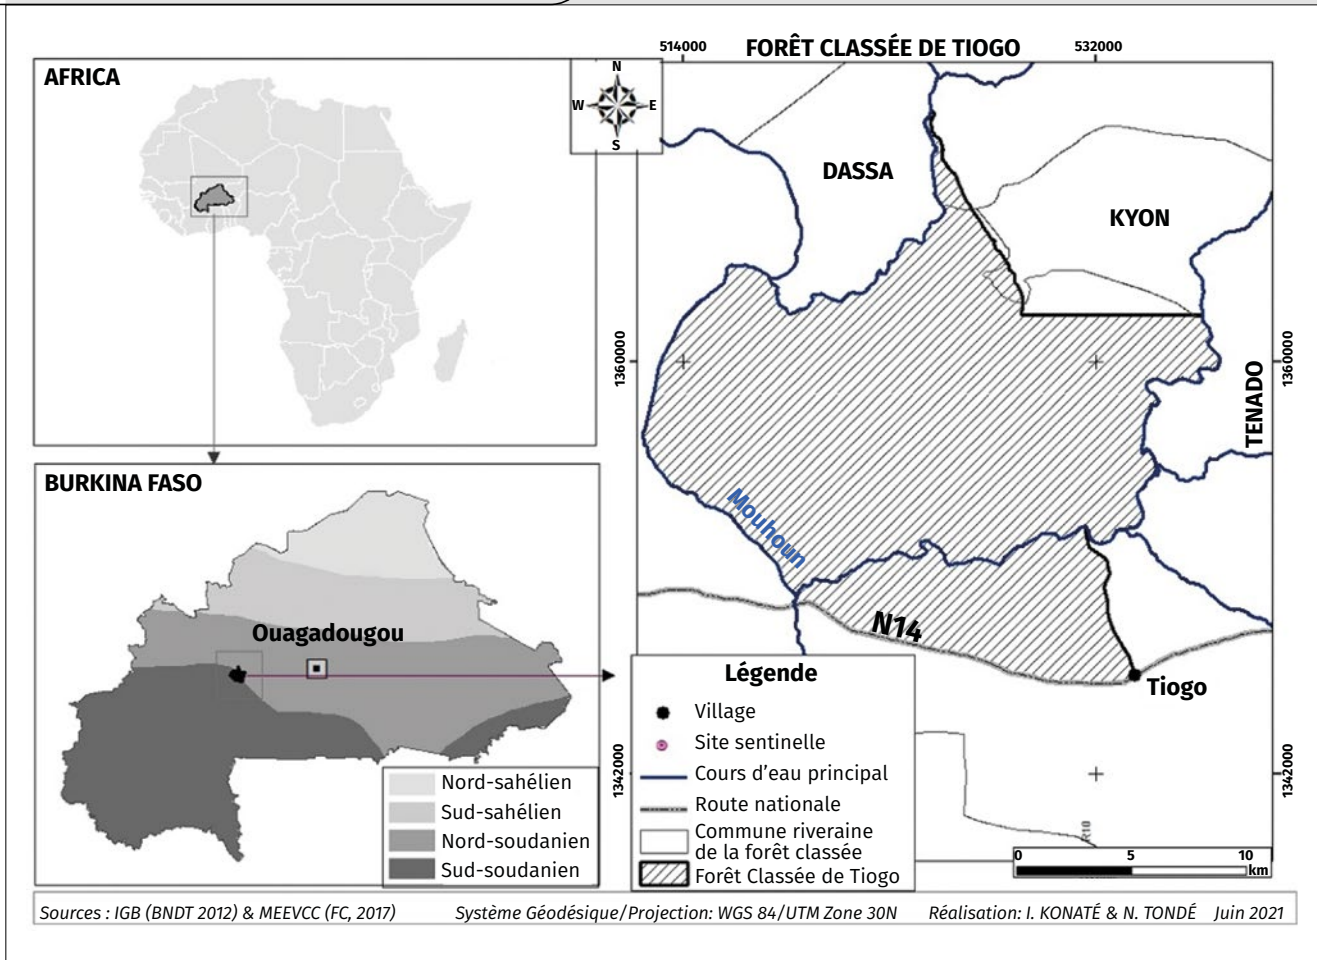 AFRICA
N
W E
S
514000
FORÊT CLASSÉE DE TIOGO
532000
DASSA
KYON
1360000
1360000
TENADO
Mouhoun
N14
Tiogo
1342000
1342000
R10
BURKINA FASO
Ouagadougou
Nord-sahélien
Sud-sahélien
Nord-soudanien
Sud-soudanien
Légende
Village
Site sentinelle
Cours d'eau principal
Route nationale
Commune riveraine
de la forêt classée
Forêt Classée de Tiogo
0 5 10
km
Sources : IGB (BNDT 2012) & MEEVCC (FC, 2017) Système Géodésique/Projection: WGS 84/UTM Zone 30N Réalisation: I. KONATÉ & N. TONDÉ Juin 2021